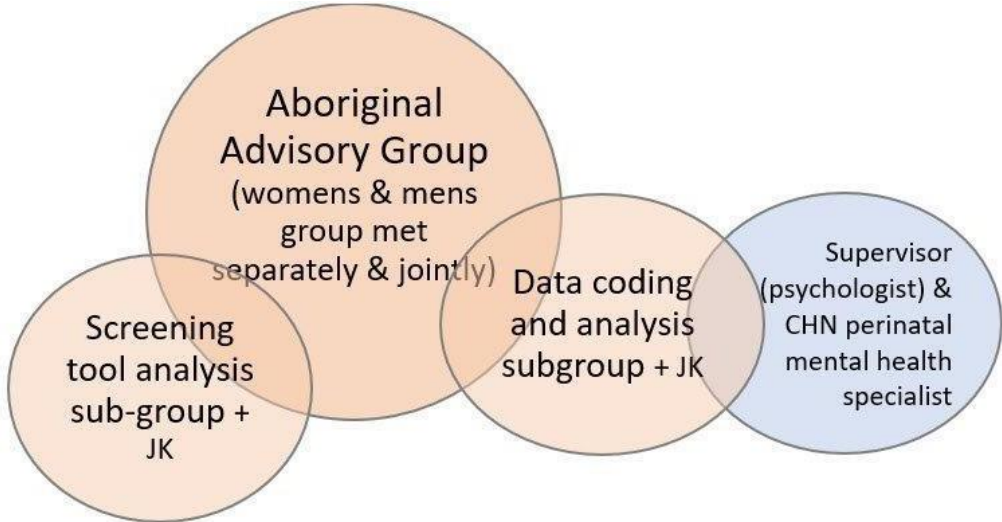 Aboriginal
Advisory Group
(womens & mens
group met
separately & jointly)
Screening
tool analysis
sub-group +
JK
Data coding
and analysis
subgroup + JK
Supervisor
(psychologist) &
CHN perinatal
mental health
specialist